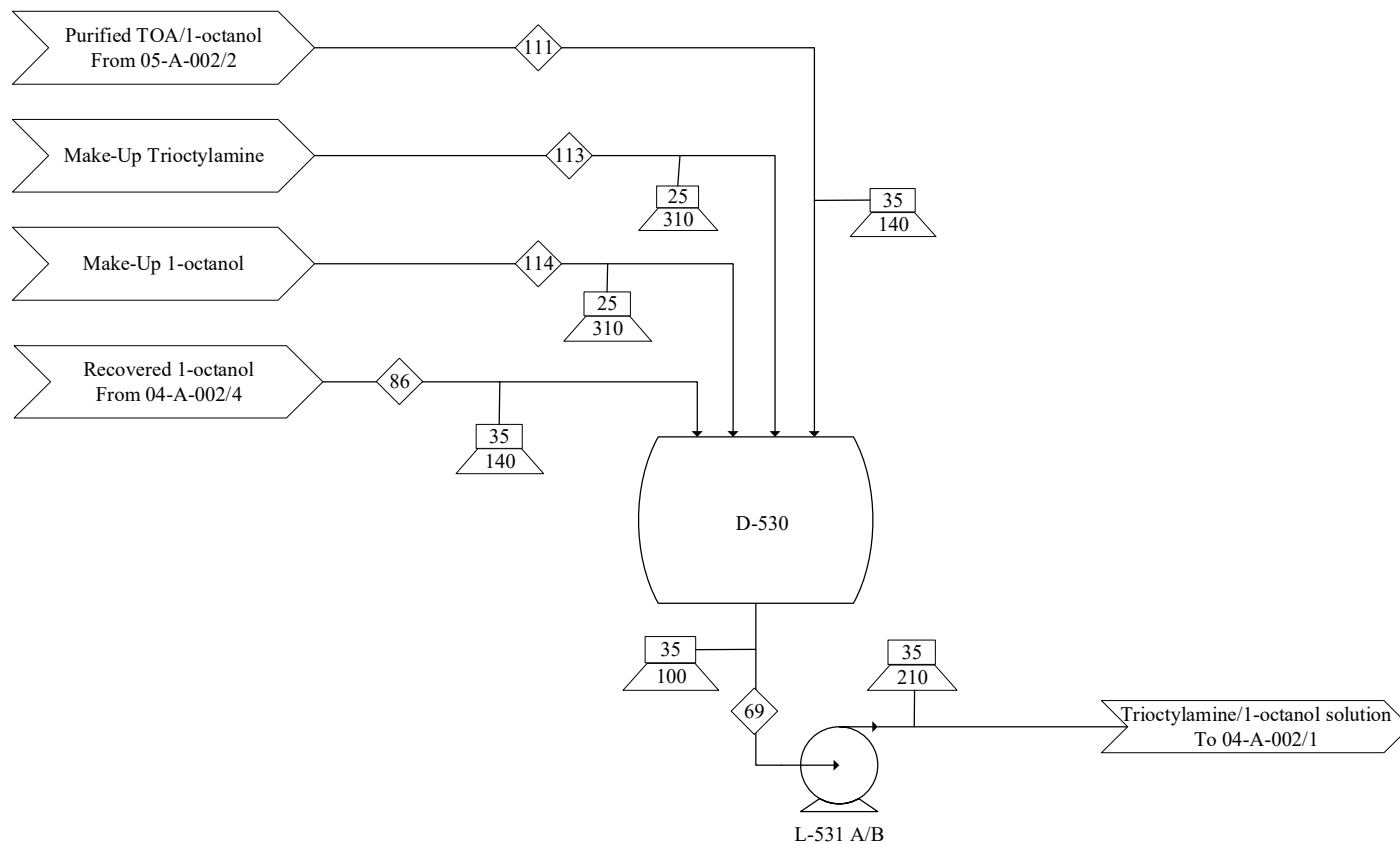 Purified TOA/1-octanol
From 05-A-002/2
111
Make-Up Trioctylamine
113
25
310
35
140
Make-Up 1-octanol
114
25
310
Recovered 1-octanol
From 04-A-002/4
86
35
140
D-530
35
100
69
35
210
Trioctylamine/1-octanol solution
To 04-A-002/1
L-531 A/B